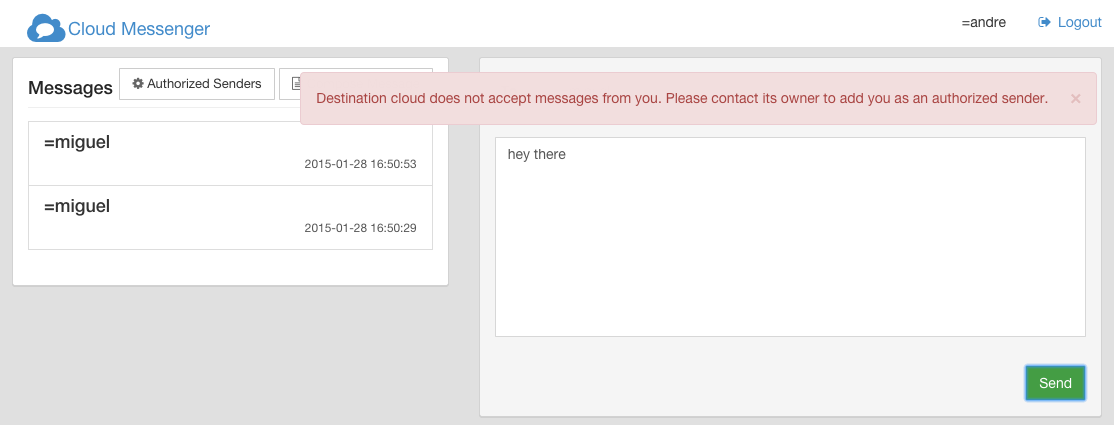 Cloud Messenger
=andre
Logout
Messages
Authorized Senders
Destination cloud does not accept messages from you. Please contact its owner to add you as an authorized sender.
×
=miguel
2015-01-28 16:50:53
=miguel
2015-01-28 16:50:29
hey there
Send